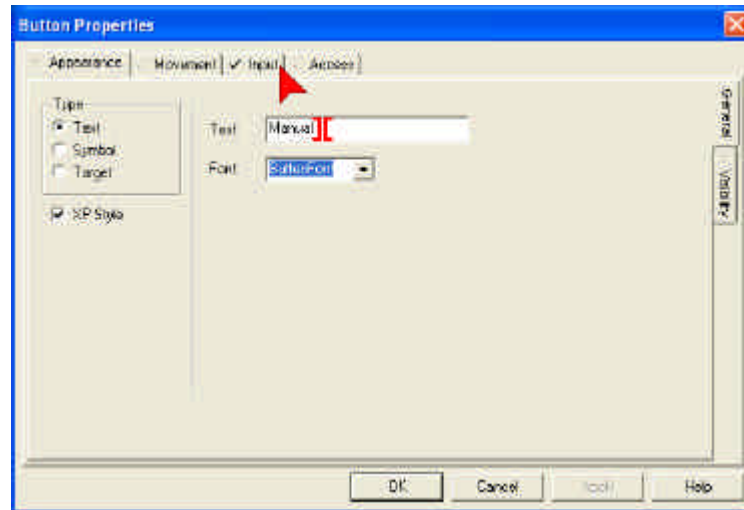 Button Properties
Appearance Movement Input Access
Type
Text
Symbol
Target
XP Style
Text Manual
Font ButtonFont
General
Visibility
OK Cancel Apply Help